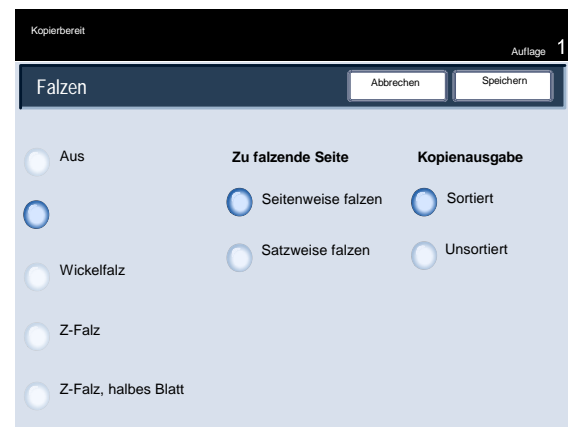 Kopierbereit
Auflage 1
Falzen
Abbrechen
Speichern
Aus
Zu falzende Seite
Kopienausgabe
Seitenweise falzen
Sortiert
Satzweise falzen
Unsortiert
Wickelfalz
Z-Falz
Z-Falz, halbes Blatt